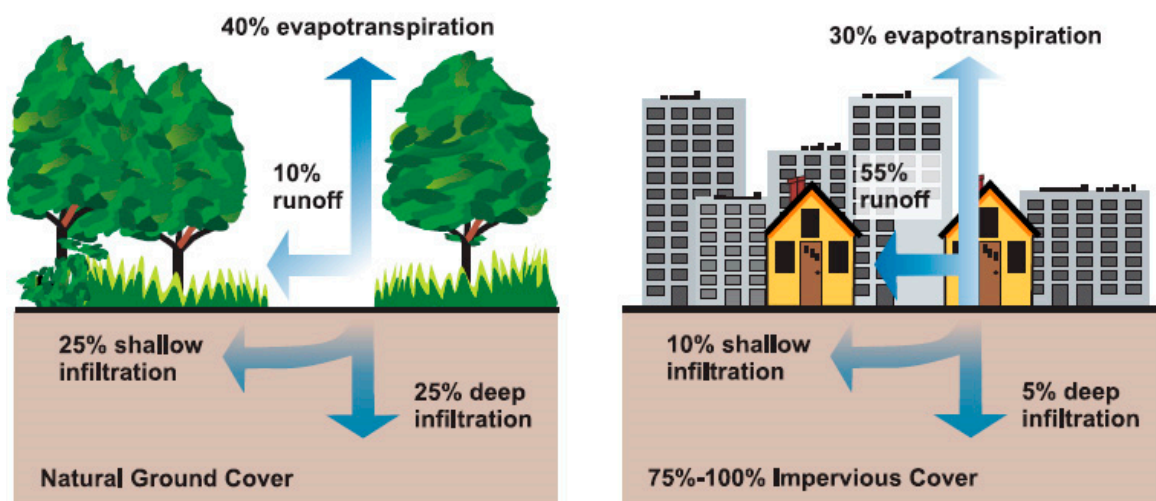 40% evapotranspiration
10%
runoff
25% shallow
infiltration
25% deep
infiltration
Natural Ground Cover
30% evapotranspiration
55%
runoff
10% shallow
infiltration
5% deep
infiltration
75%-100% Impervious Cover